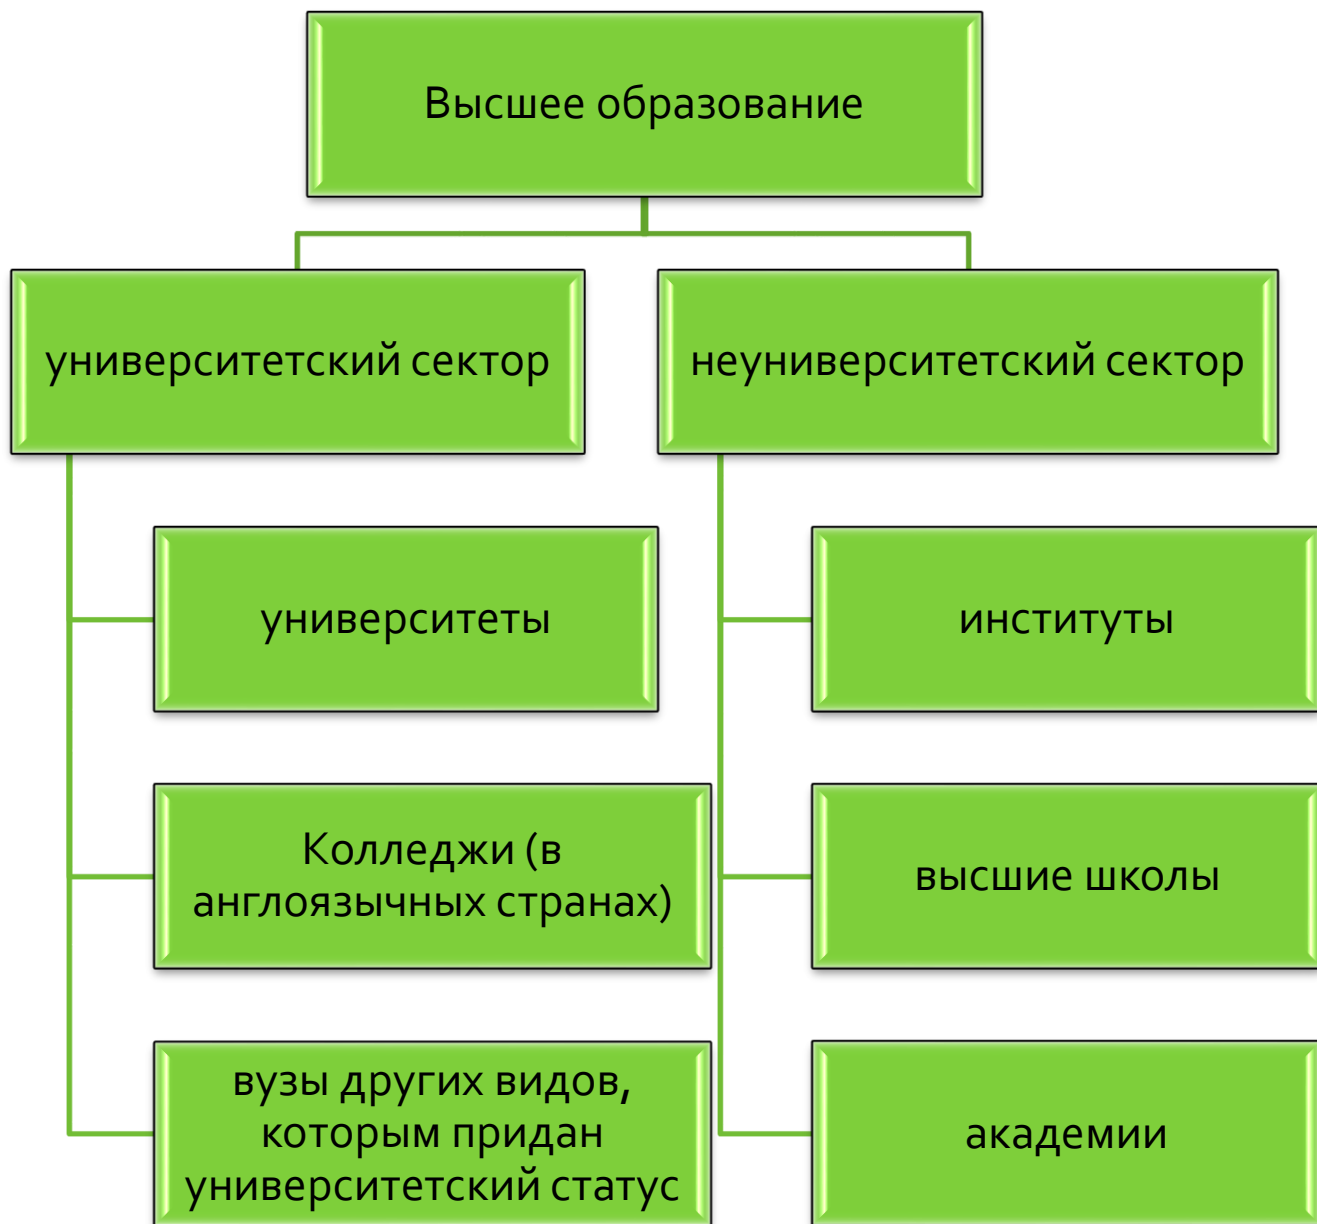 Высшее образование
университетский сектор
неуниверситетский сектор
университеты
институты
Колледжи (в
англоязычных странах)
высшие школы
вузы других видов,
которым придан
университетский статус
академии